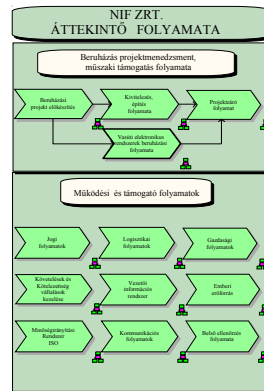 NIF ZRT.
ÁTTEKINTŐ FOLYAMATA
Beruházás projektmenedzsment,
műszaki támogatás folyamata
Beruházási
projekt előkészítés
Kivitelezés,
építés
folyamata
Projektzáró
folyamat
Vasúti elektronikus
rendszerek beruházási
folyamata
Működési és támogató folyamatok
Jogi
folyamatok
Logisztikai
folyamatok
Gazdasági
folyamatok
Követelések és
Kötelezettség
vállalások
kezelése
Vezetői
információs
rendszer
Emberi
erőforrás
Minőségirányítási
Rendszer
ISO
Kommunikációs
folyamatok
Belső ellenőrzés
folyamata